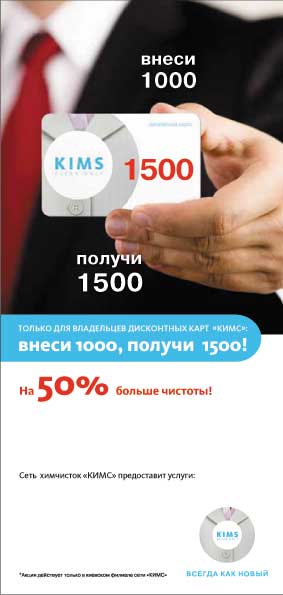 внеси
1000
KIMS
1500
получи
1500
ТОЛЬКО ДЛЯ ВЛАДЕЛЬЦЕВ ДИСКОНТНЫХ КАРТ «КИМС»:
внеси 1000, получи 1500!
На 50% больше чистоты!
Сеть химчисток «КИМС» предоставит услуги:
KIMS
ВСЕГДА КАК НОВЫЙ
*Акция действует только в киевском филиале сети «КИМС»